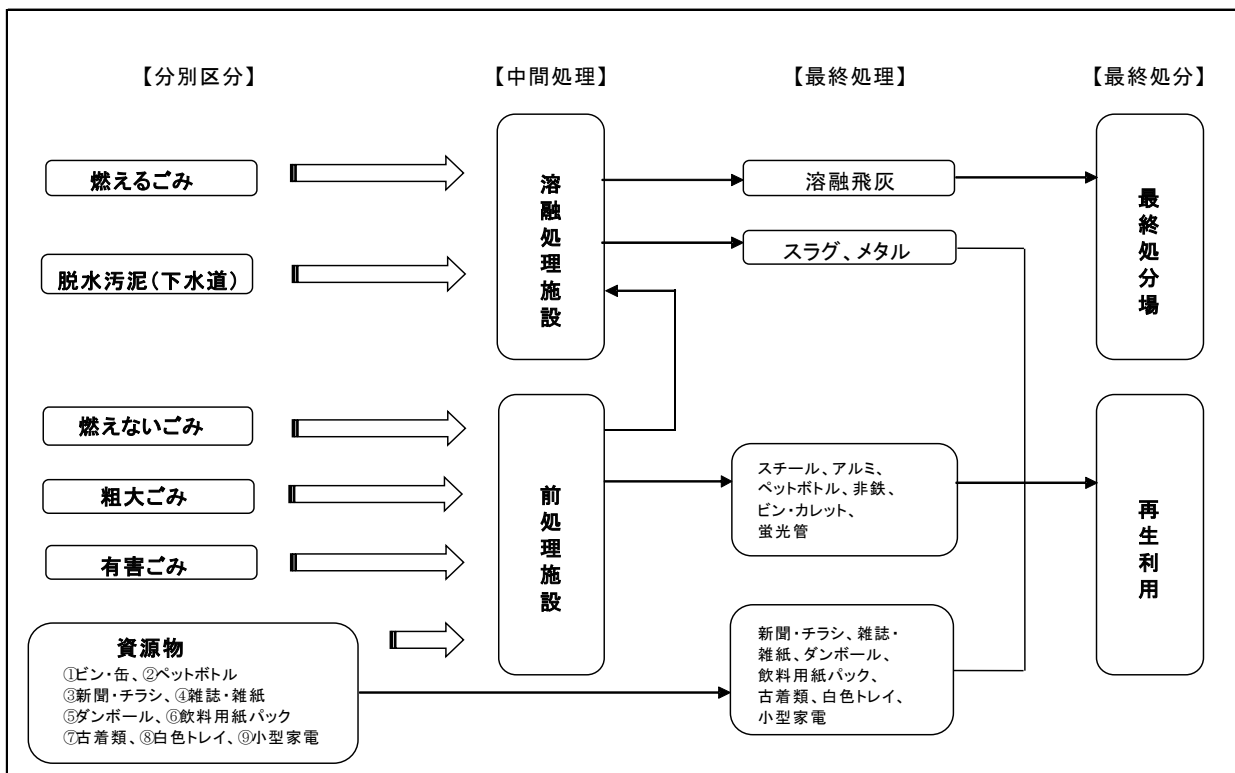 【分別区分】
【中間処理】
【最終処理】
【最終処分】
燃えるごみ
脱水汚泥(下水道)
燃えないごみ
粗大ごみ
有害ごみ
資源物
①ビン・缶、②ペットボトル
③新聞・チラシ、④雑誌・雑紙
⑤ダンボール、⑥飲料用紙パック
⑦古着類、⑧白色トレイ、⑨小型家電
溶融処理施設
前処理施設
溶融飛灰
スラグ、メタル
スチール、アルミ、
ペットボトル、非鉄、
ビン・カレット、
蛍光管
新聞・チラシ、雑誌・
雑紙、ダンボール、
飲料用紙パック、
古着類、白色トレイ、
小型家電
最終処分場
再生利用